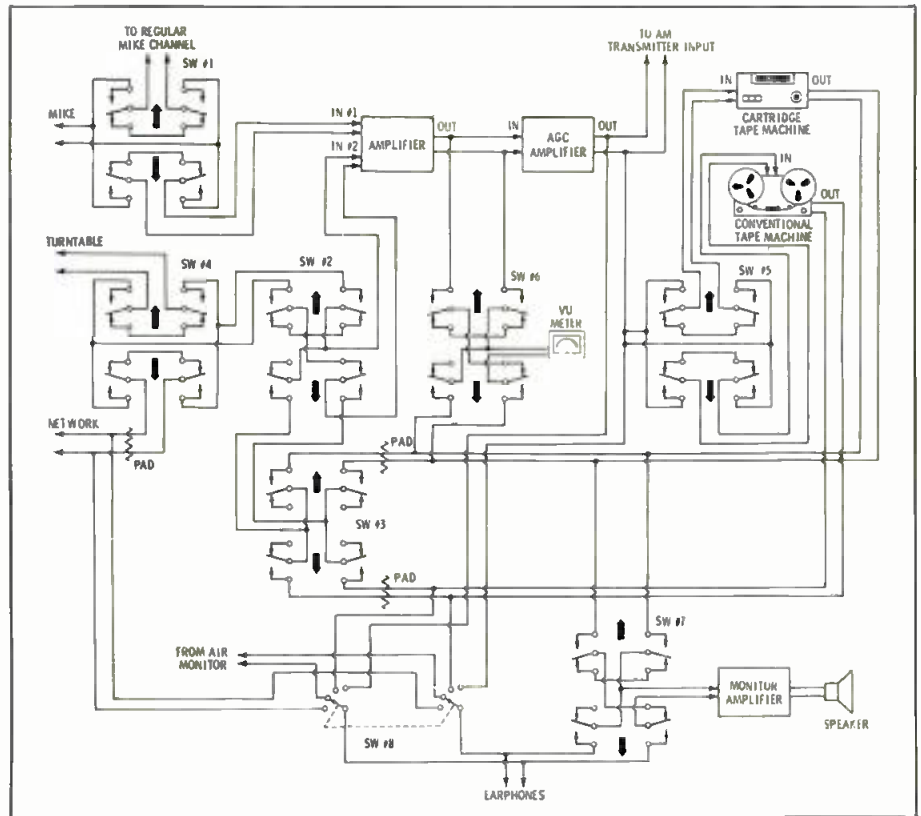 TO REGULAR
MIKE CHANNEL
SW #1
MIKE
IN #1
IN #2
AMPLIFIER
OUT
IN
AGC
AMPLIFIER
OUT
TO AM
TRANSMITTER INPUT
IN
OUT
CARTRIDGE
TAPE MACHINE
IN
OUT
CONVENTIONAL
TAPE MACHINE
TURNTABLE
SW #4
SW #2
SW #6
VU
METER
SW #5
NETWORK
PAD
PAD
SW #3
PAD
FROM AIR
MONITOR
SW #8
SW #7
MONITOR
AMPLIFIER
SPEAKER
EARPHONES